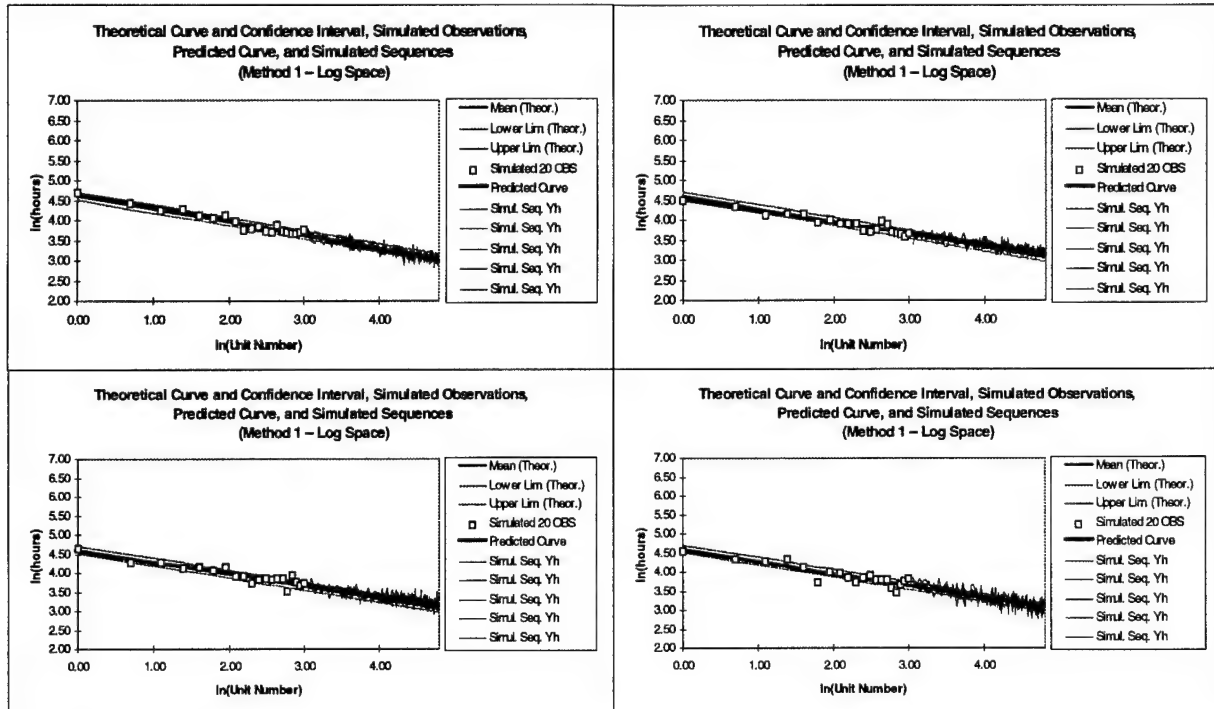 Theoretical Curve and Confidence Interval, Simulated Observations,
Predicted Curve, and Simulated Sequences
(Method 1 – Log Space)
7.00
6.50
6.00
5.50
5.00
4.50
4.00
3.50
3.00
2.50
2.00
ln(hours)
0.00 1.00 2.00 3.00 4.00
ln(Unit Number)
Mean (Theor.)
Lower Lim (Theor.)
Upper Lim (Theor.)
Simulated 20 OBS
Predicted Curve
Simul. Seq. Yh
Simul. Seq. Yh
Simul. Seq. Yh
Simul. Seq. Yh
Simul. Seq. Yh
Theoretical Curve and Confidence Interval, Simulated Observations,
Predicted Curve, and Simulated Sequences
(Method 1 – Log Space)
7.00
6.50
6.00
5.50
5.00
4.50
4.00
3.50
3.00
2.50
2.00
ln(hours)
0.00 1.00 2.00 3.00 4.00
ln(Unit Number)
Mean (Theor.)
Lower Lim (Theor.)
Upper Lim (Theor.)
Simulated 20 OBS
Predicted Curve
Simul. Seq. Yh
Simul. Seq. Yh
Simul. Seq. Yh
Simul. Seq. Yh
Simul. Seq. Yh
Theoretical Curve and Confidence Interval, Simulated Observations,
Predicted Curve, and Simulated Sequences
(Method 1 – Log Space)
7.00
6.50
6.00
5.50
5.00
4.50
4.00
3.50
3.00
2.50
2.00
ln(hours)
0.00 1.00 2.00 3.00 4.00
ln(Unit Number)
Mean (Theor.)
Lower Lim (Theor.)
Upper Lim (Theor.)
Simulated 20 OBS
Predicted Curve
Simul. Seq. Yh
Simul. Seq. Yh
Simul. Seq. Yh
Simul. Seq. Yh
Simul. Seq. Yh
Theoretical Curve and Confidence Interval, Simulated Observations,
Predicted Curve, and Simulated Sequences
(Method 1 – Log Space)
7.00
6.50
6.00
5.50
5.00
4.50
4.00
3.50
3.00
2.50
2.00
ln(hours)
0.00 1.00 2.00 3.00 4.00
ln(Unit Number)
Mean (Theor.)
Lower Lim (Theor.)
Upper Lim (Theor.)
Simulated 20 OBS
Predicted Curve
Simul. Seq. Yh
Simul. Seq. Yh
Simul. Seq. Yh
Simul. Seq. Yh
Simul. Seq. Yh